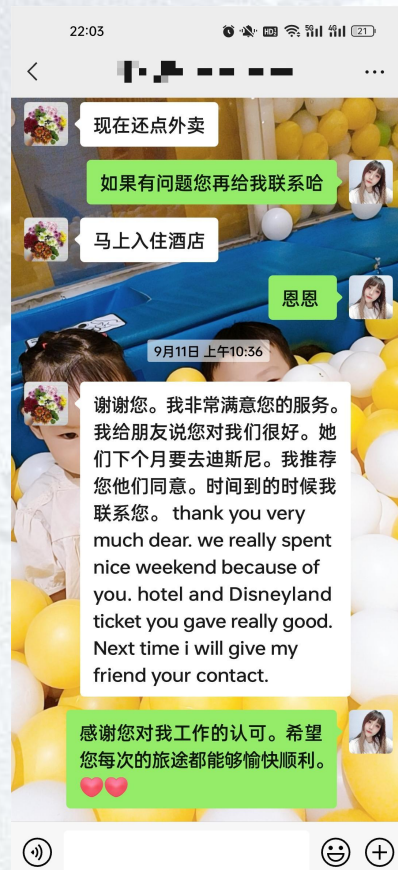 22:03
HD 5G 4G 21
现在还点外卖
如果有问题您再给我联系哈
马上入住酒店
恩恩
9月11日 上午10:36
谢谢您。我非常满意您的服务。
我给朋友说您对我们很好。她
们下个月要去迪斯尼。我推荐
您他们同意。时间到的时候我
联系您。 thank you very
much dear. we really spent
nice weekend because of
you. hotel and Disneyland
ticket you gave really good.
Next time i will give my
friend your contact.
感谢您对我工作的认可。希望
您每次的旅途都能够愉快顺利。
❤❤